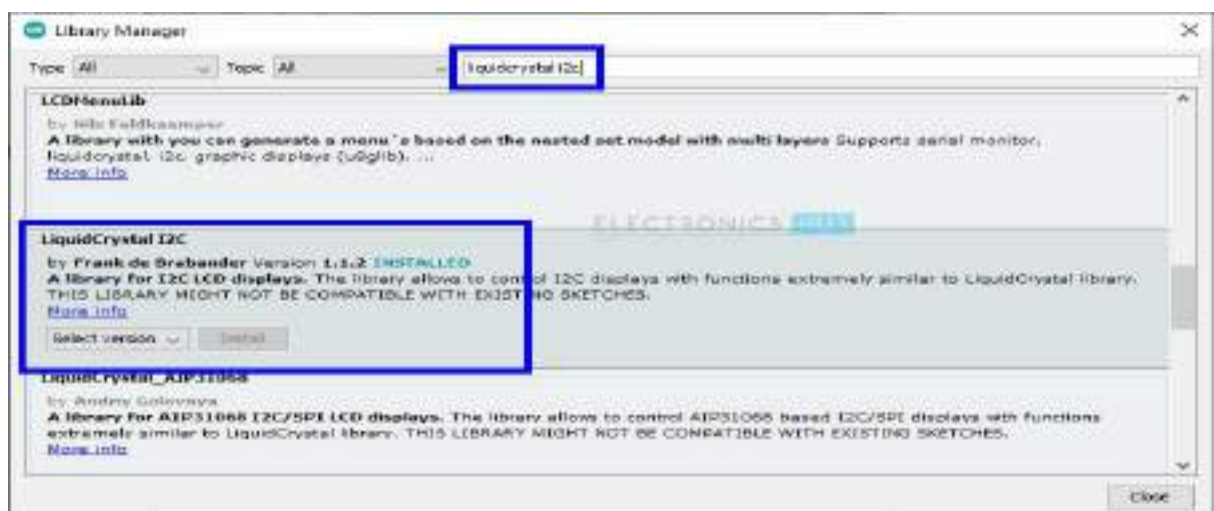 Library Manager
Type All Topic All liquidcrystal i2c
LCDMenuLib
by Nils Feldkaemper
A library with you can generate a menu`s based on the nested set model with multi layers Supports serial monitor,
liquidcrystal, i2c, graphic displays (u8glib), ...
More info
ELECTRONICS HUB
LiquidCrystal I2C
by Frank de Brabander Version 1.1.2 INSTALLED
A library for I2C LCD displays. The library allows to control I2C displays with functions extremely similar to LiquidCrystal library.
THIS LIBRARY MIGHT NOT BE COMPATIBLE WITH EXISTING SKETCHES.
More info
Select version Install
LiquidCrystal_AIP31068
by Andriy Golovnya
A library for AIP31068 I2C/SPI LCD displays. The library allows to control AIP31068 based I2C/SPI displays with functions
extremely similar to LiquidCrystal library. THIS LIBRARY MIGHT NOT BE COMPATIBLE WITH EXISTING SKETCHES.
More info
Close